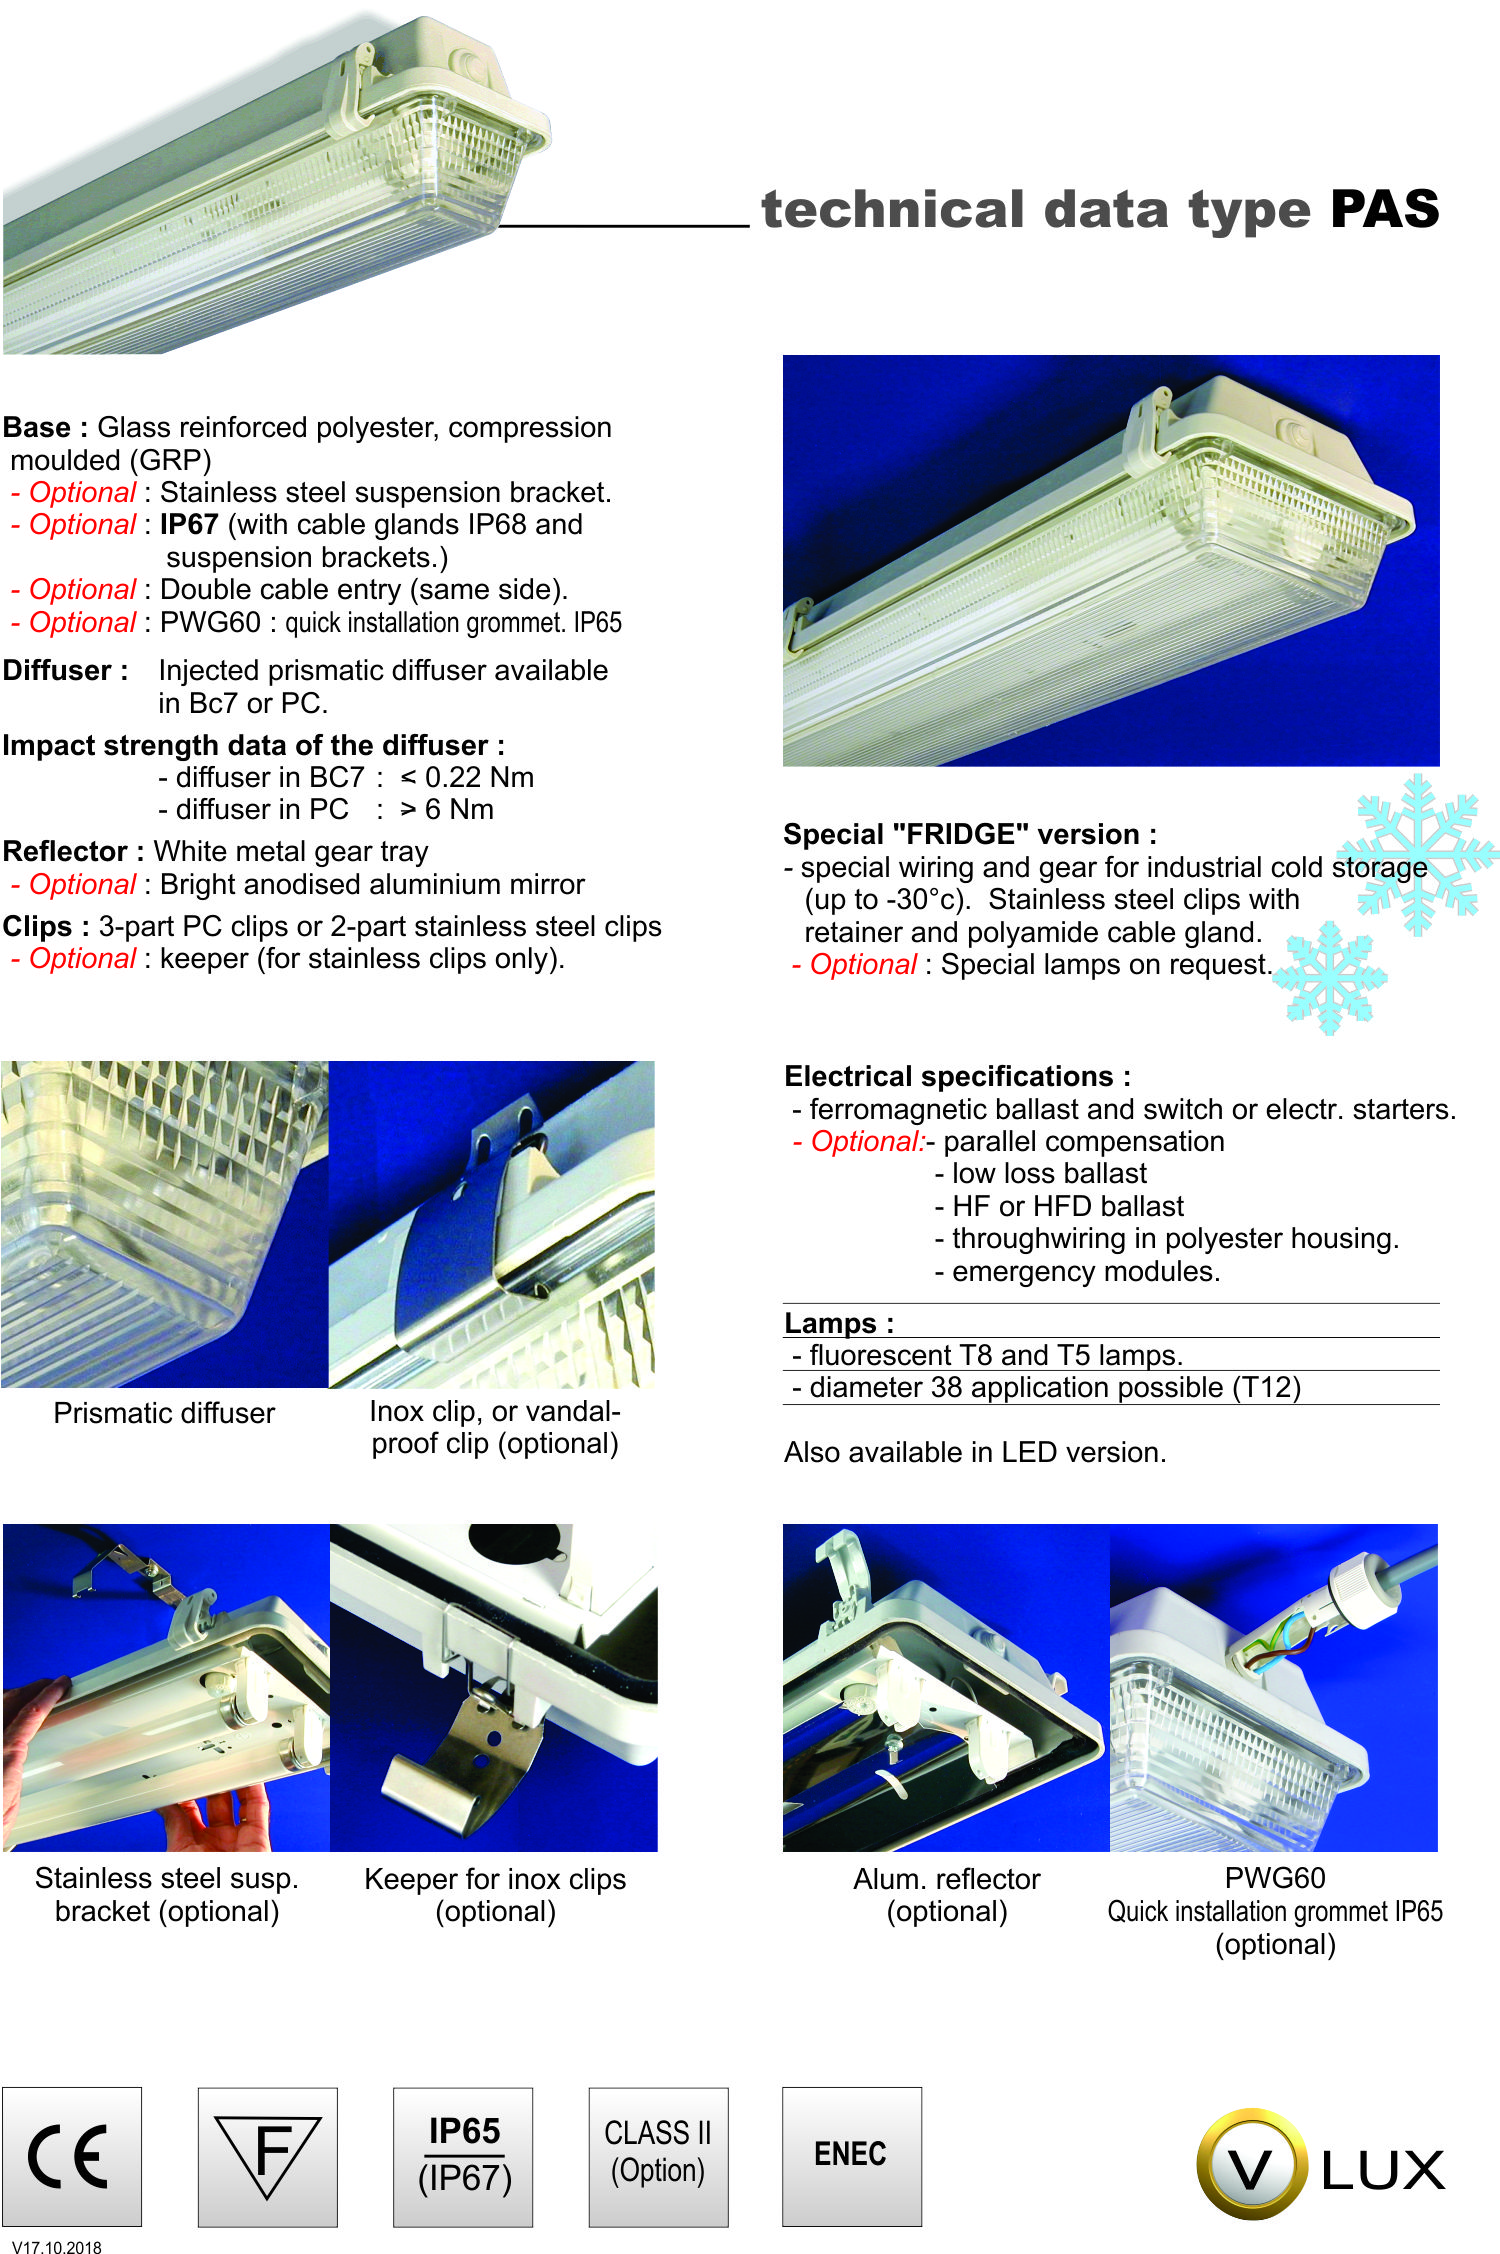 technical data type PAS
Base : Glass reinforced polyester, compression
moulded (GRP)
- Optional : Stainless steel suspension bracket.
- Optional : IP67 (with cable glands IP68 and
suspension brackets.)
- Optional : Double cable entry (same side).
- Optional : PWG60 : quick installation grommet. IP65
Diffuser : Injected prismatic diffuser available
in Bc7 or PC.
Impact strength data of the diffuser :
- diffuser in BC7 : ≤ 0.22 Nm
- diffuser in PC : ≥ 6 Nm
Reflector : White metal gear tray
- Optional : Bright anodised aluminium mirror
Clips : 3-part PC clips or 2-part stainless steel clips
- Optional : keeper (for stainless clips only).
Special "FRIDGE" version :
- special wiring and gear for industrial cold storage
(up to -30°c). Stainless steel clips with
retainer and polyamide cable gland.
- Optional : Special lamps on request.
Electrical specifications :
- ferromagnetic ballast and switch or electr. starters.
- Optional:- parallel compensation
- low loss ballast
- HF or HFD ballast
- throughwiring in polyester housing.
- emergency modules.
Lamps :
- fluorescent T8 and T5 lamps.
- diameter 38 application possible (T12)
Also available in LED version.
Prismatic diffuser
Inox clip, or vandal-
proof clip (optional)
Stainless steel susp.
bracket (optional)
Keeper for inox clips
(optional)
Alum. reflector
(optional)
PWG60
Quick installation grommet IP65
(optional)
CE
F
IP65
(IP67)
CLASS II
(Option)
ENEC
V LUX
V17.10.2018